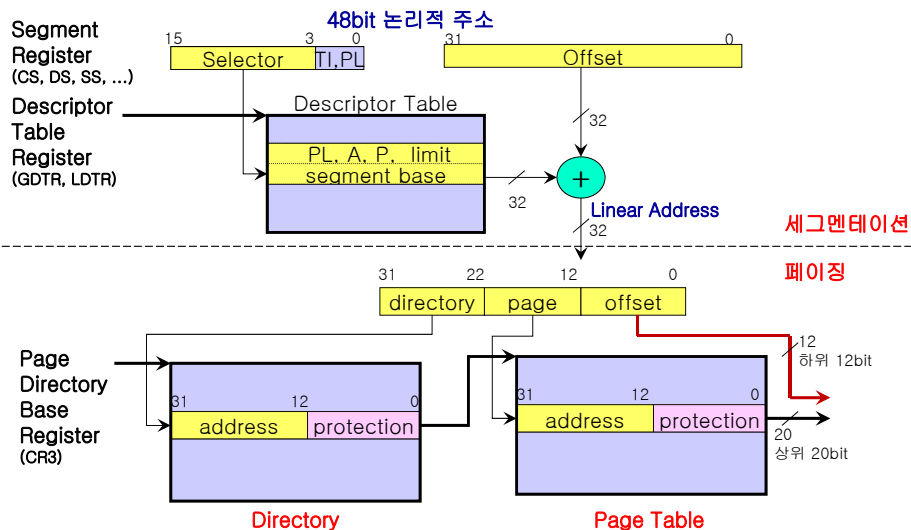 48bit 논리적 주소
Segment
Register
(CS, DS, SS, ...)
15 3 0
Selector TI,PL
31 0
Offset
Descriptor
Table
Register
(GDTR, LDTR)
Descriptor Table
PL, A, P, limit
segment base
32
32
+
Linear Address
32
세그멘테이션
페이징
31 22 12 0
directory page offset
12
하위 12bit
Page
Directory
Base
Register
(CR3)
31 12 0
address protection
31 12 0
address protection
20
상위 20bit
Directory
Page Table